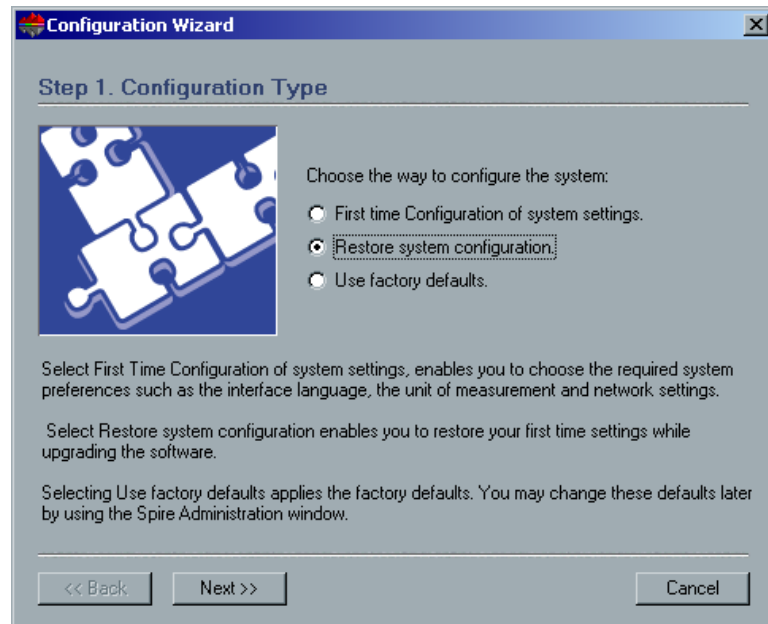 Configuration Wizard
Step 1. Configuration Type
Choose the way to configure the system:
First time Configuration of system settings.
Restore system configuration.
Use factory defaults.
Select First Time Configuration of system settings, enables you to choose the required system
preferences such as the interface language, the unit of measurement and network settings.
Select Restore system configuration enables you to restore your first time settings while
upgrading the software.
Selecting Use factory defaults applies the factory defaults. You may change these defaults later
by using the Spire Administration window.
<< Back
Next >>
Cancel